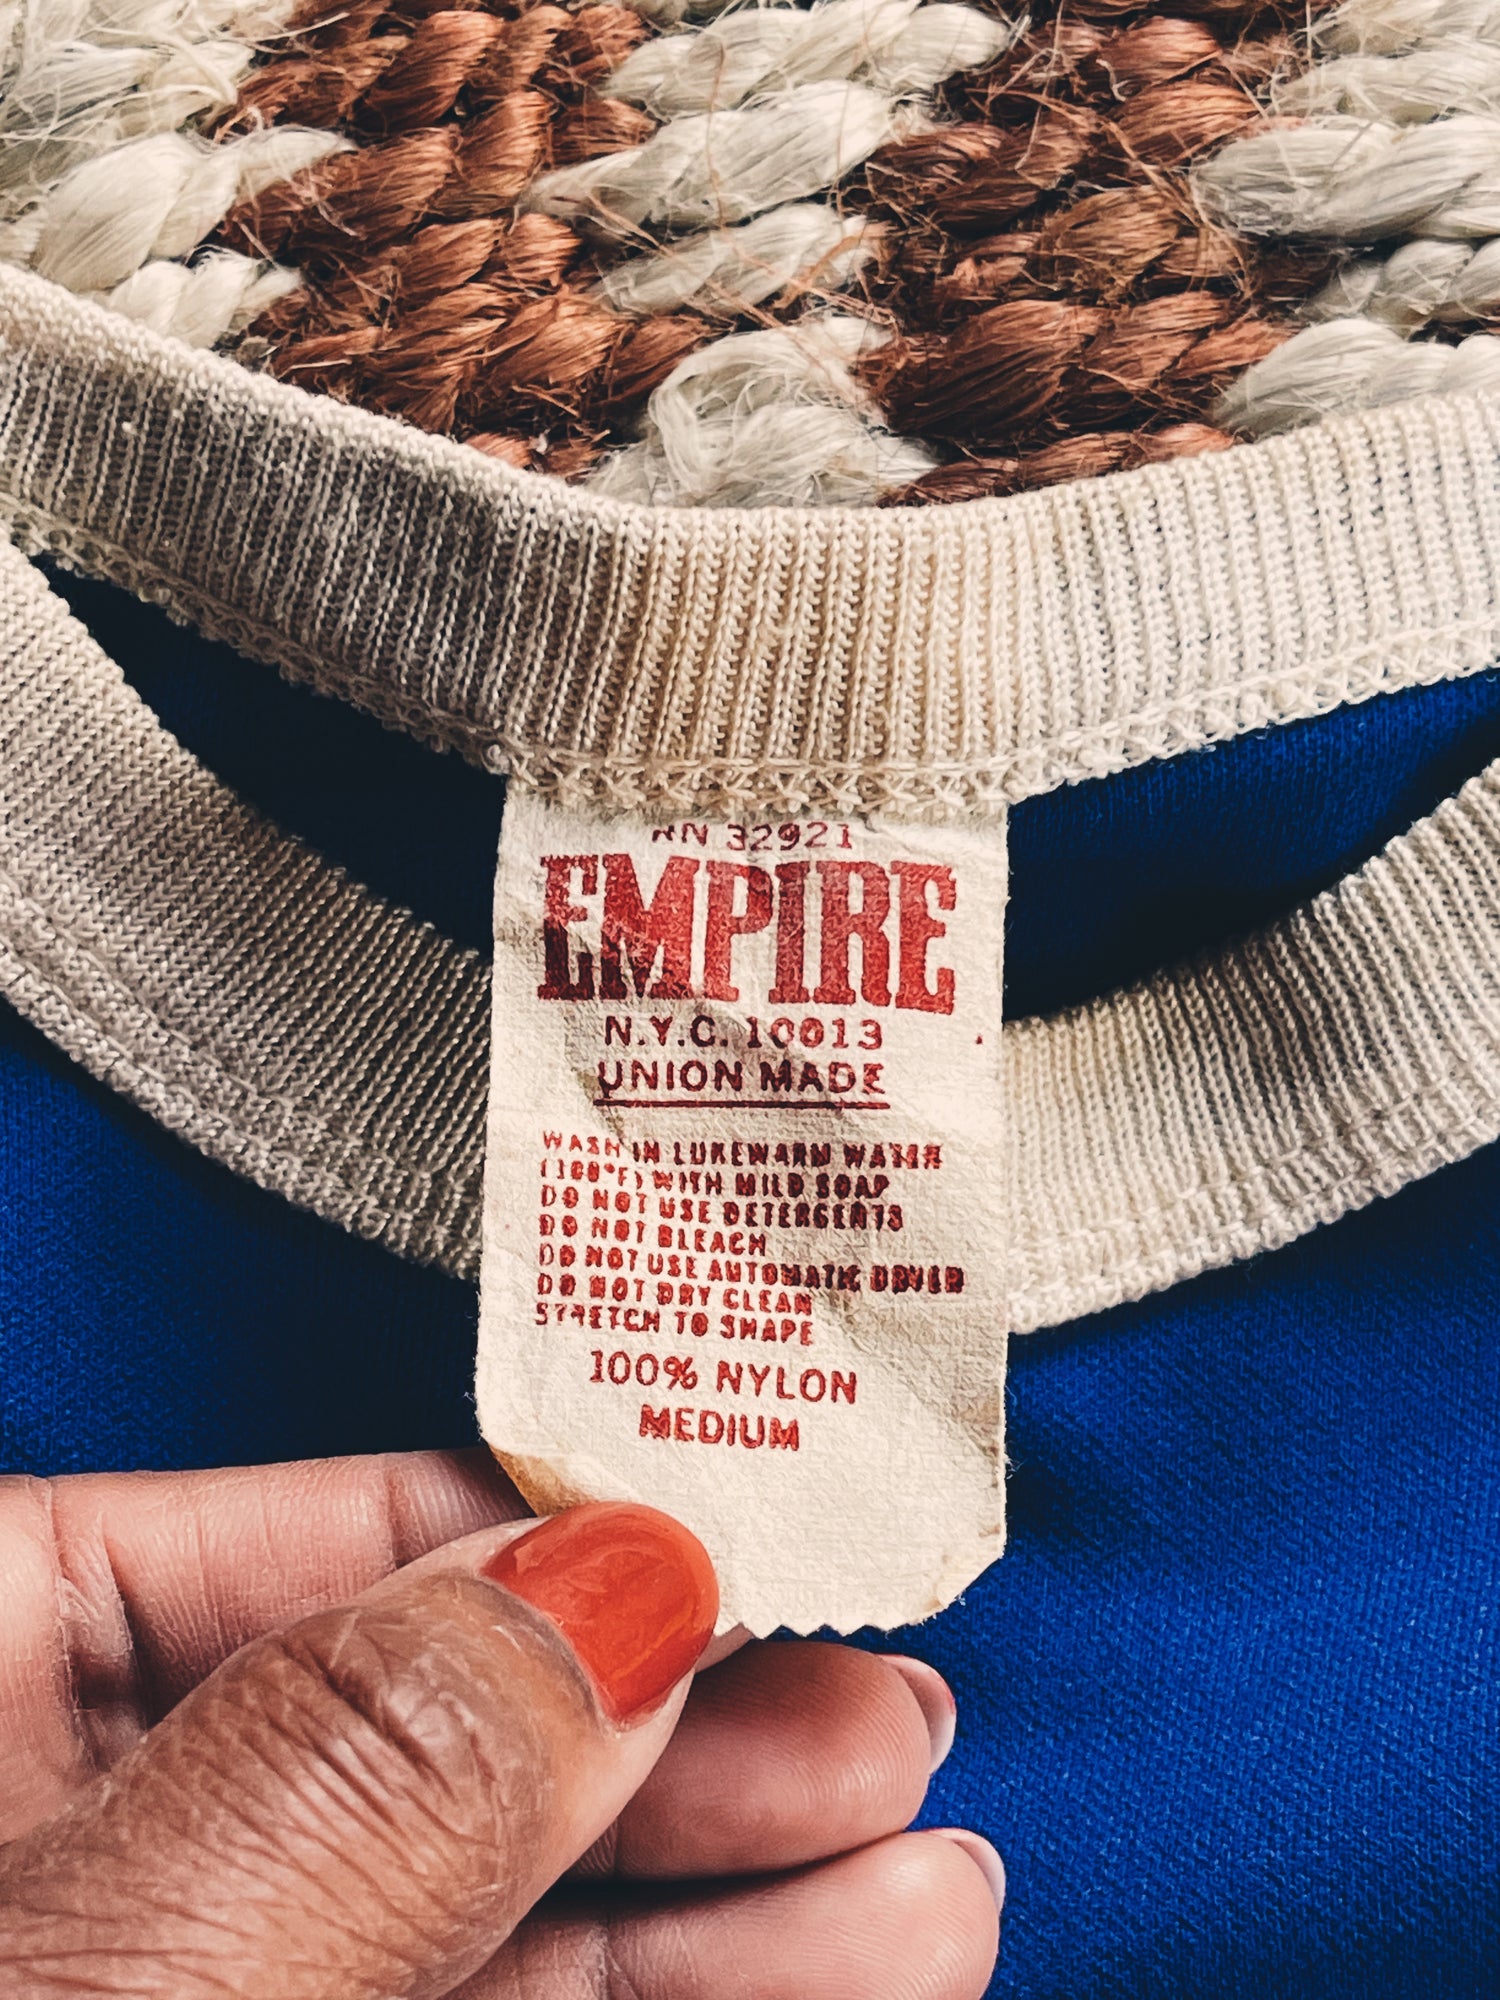 RN 32921
EMPIRE
N.Y.C. 10013
UNION MADE
WASH IN LUKEWARM WATER
(100°F) WITH MILD SOAP
DO NOT USE DETERGENTS
DO NOT BLEACH
DO NOT USE AUTOMATIC DRYER
DO NOT DRY CLEAN
STRETCH TO SHAPE
100% NYLON
MEDIUM